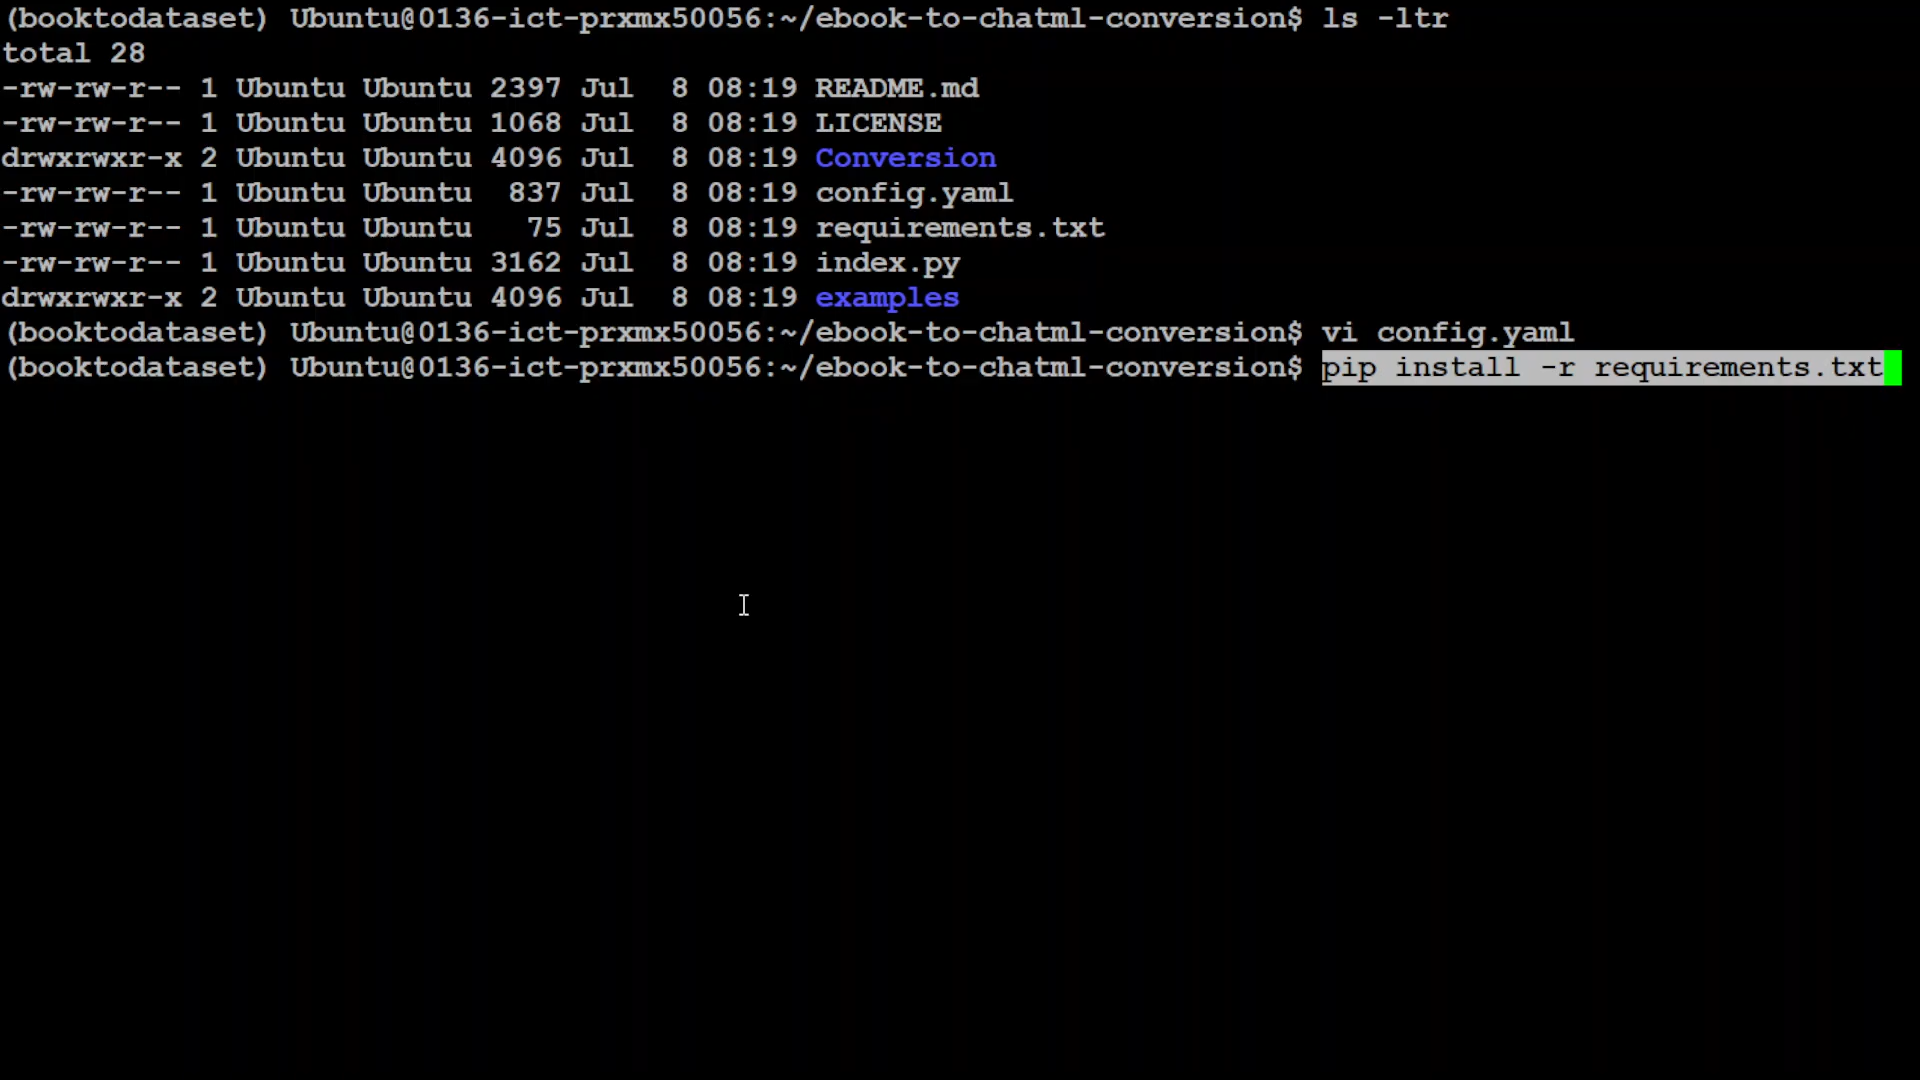 (booktodataset) Ubuntu@0136-ict-prxmx50056:~/ebook-to-chatml-conversion$ ls -ltr
total 28
-rw-rw-r-- 1 Ubuntu Ubuntu 2397 Jul  8 08:19 README.md
-rw-rw-r-- 1 Ubuntu Ubuntu 1068 Jul  8 08:19 LICENSE
drwxrwxr-x 2 Ubuntu Ubuntu 4096 Jul  8 08:19 Conversion
-rw-rw-r-- 1 Ubuntu Ubuntu  837 Jul  8 08:19 config.yaml
-rw-rw-r-- 1 Ubuntu Ubuntu   75 Jul  8 08:19 requirements.txt
-rw-rw-r-- 1 Ubuntu Ubuntu 3162 Jul  8 08:19 index.py
drwxrwxr-x 2 Ubuntu Ubuntu 4096 Jul  8 08:19 examples
(booktodataset) Ubuntu@0136-ict-prxmx50056:~/ebook-to-chatml-conversion$ vi config.yaml
(booktodataset) Ubuntu@0136-ict-prxmx50056:~/ebook-to-chatml-conversion$ pip install -r requirements.txt